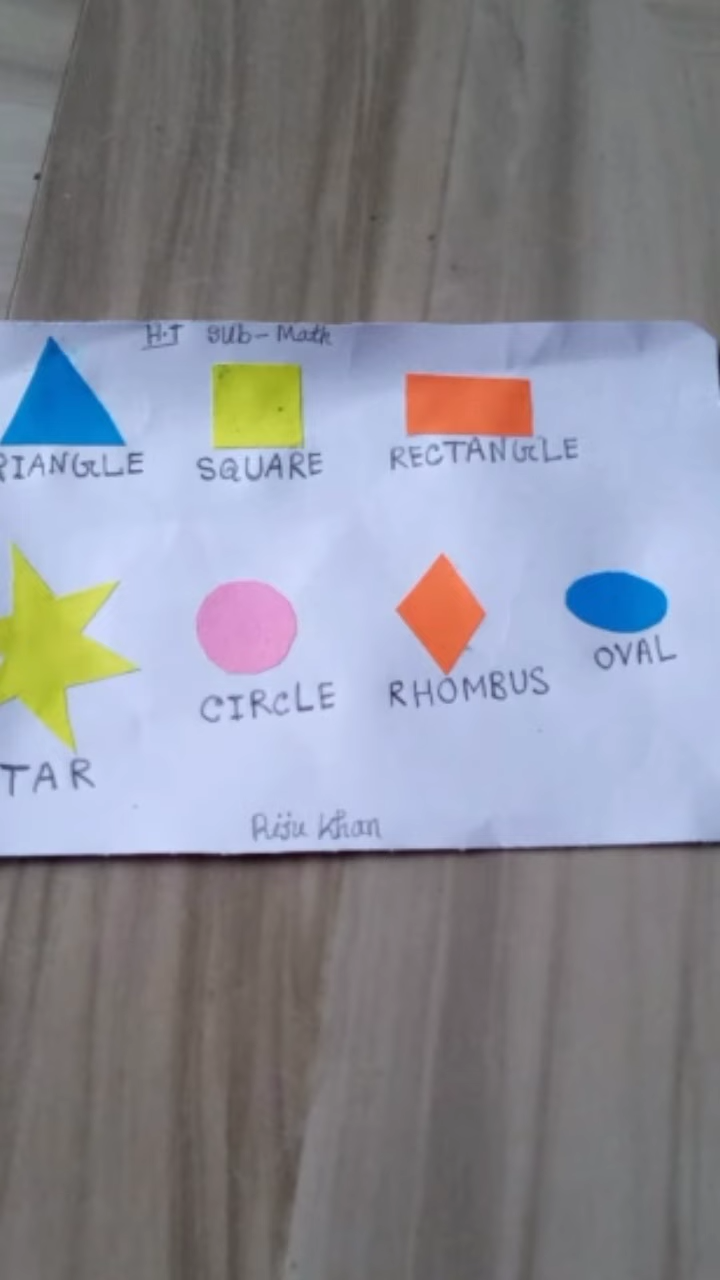 H.T Sub-Math
RIANGLE SQUARE RECTANGLE
CIRCLE RHOMBUS OVAL
TAR
Riju Khan